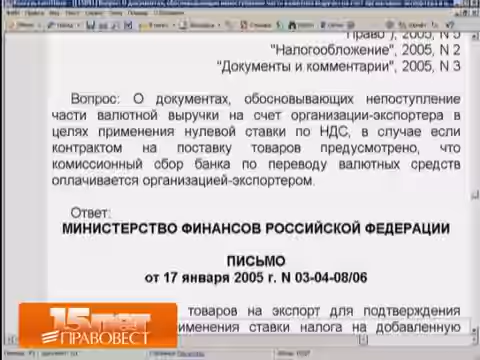 Право", 2005, N 5
"Налогообложение", 2005, N 2
"Документы и комментарии", 2005, N 3
Вопрос: О документах, обосновывающих непоступление
части валютной выручки на счет организации-экспортера в
целях применения нулевой ставки по НДС, в случае если
контрактом на поставку товаров предусмотрено, что
комиссионный сбор банка по переводу валютных средств
оплачивается организацией-экспортером.
Ответ:
МИНИСТЕРСТВО ФИНАНСОВ РОССИЙСКОЙ ФЕДЕРАЦИИ
ПИСЬМО
от 17 января 2005 г. N 03-04-08/06
товаров на экспорт для подтверждения
применения ставки налога на добавленную
15 лет
ПРАВОВЕСТ